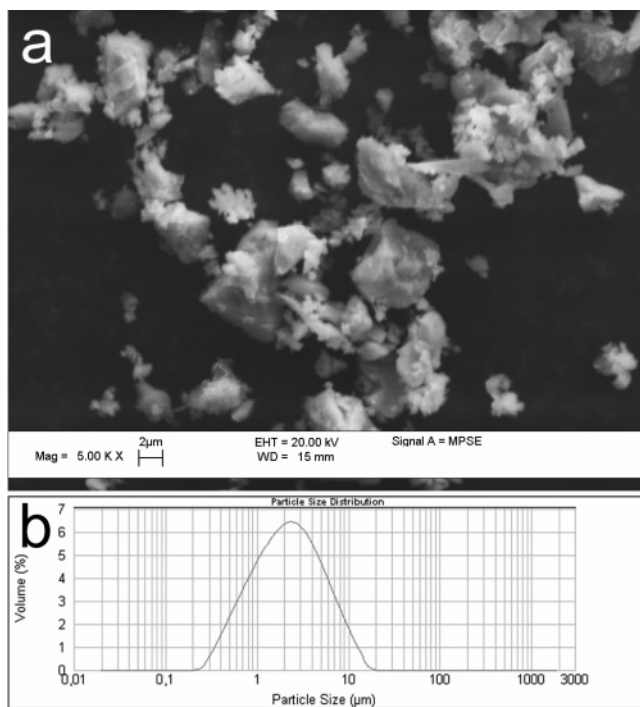 a
2µm
EHT = 20.00 kV
Signal A = MPSE
Mag = 5.00 K X
WD = 15 mm
b
Particle Size Distribution
7
6
5
4
3
2
1
0
Volume (%)
0,01
0,1
1
10
100
1000
3000
Particle Size (µm)